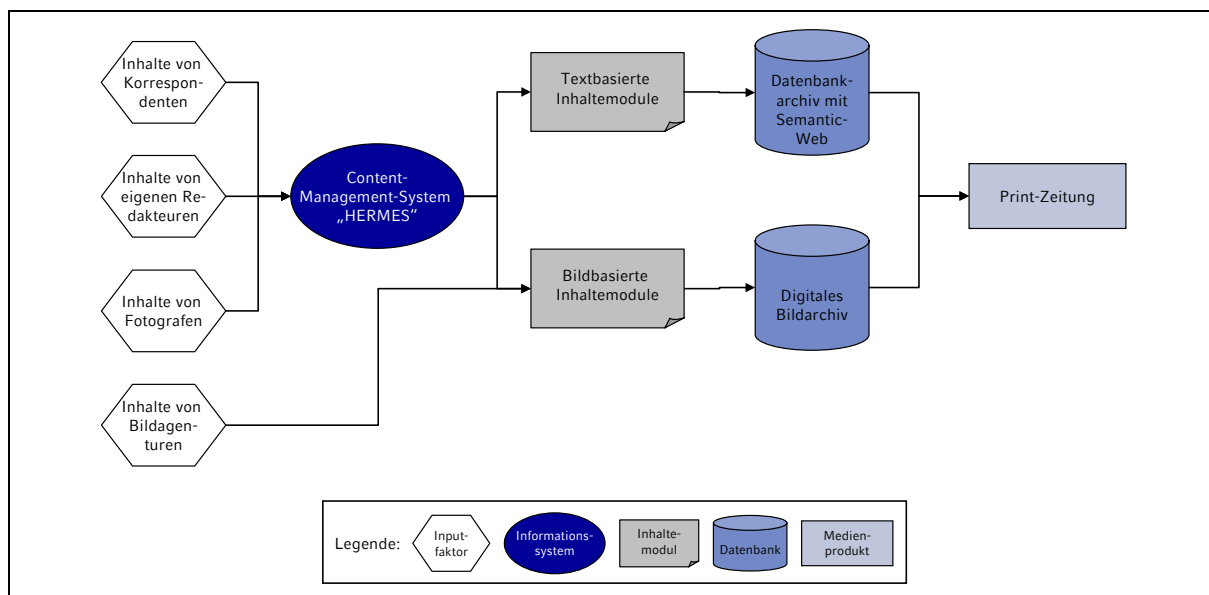 Inhalte von
Korrespon-
denten
Inhalte von
eigenen Re-
dakteuren
Inhalte von
Fotografen
Inhalte von
Bildagen-
turen
Content-
Management-System
„HERMES“
Textbasierte
Inhaltemodule
Bildbasierte
Inhaltemodule
Datenbank-
archiv mit
Semantic-
Web
Digitales
Bildarchiv
Print-Zeitung
Legende:
Input-
faktor
Informations-
system
Inhalte-
modul
Datenbank
Medien-
produkt